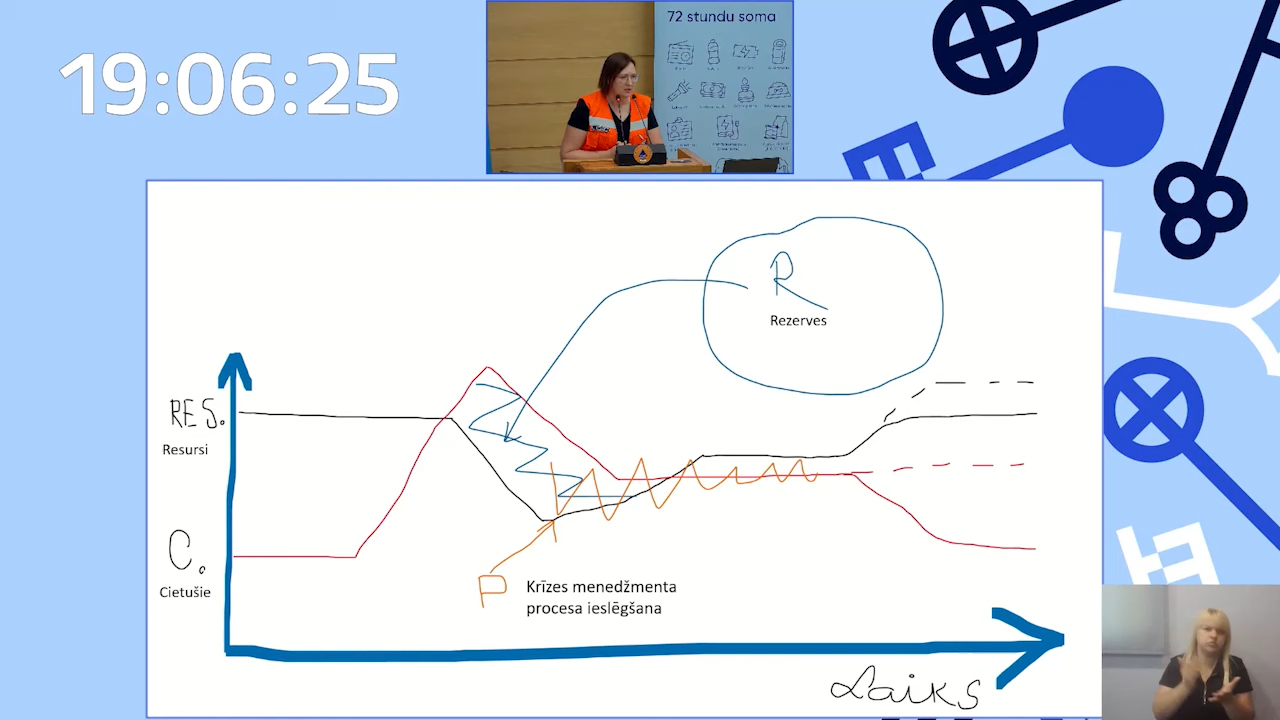 19:06:25
72 stundu soma
R
Rezerves
RES.
Resursi
C.
Cietušie
P
Krīzes menedžmenta
procesa ieslēgšana
Laiks